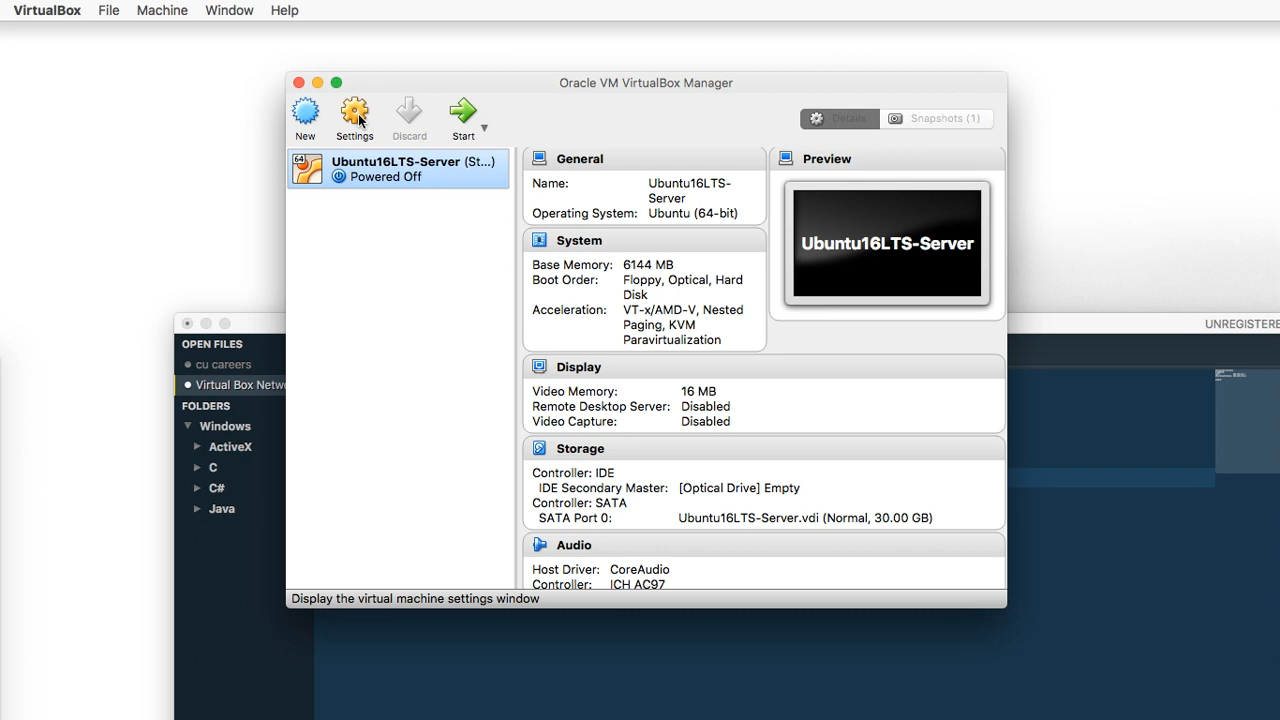 VirtualBox File Machine Window Help
Oracle VM VirtualBox Manager
New Settings Discard Start
Details Snapshots (1)
64
Ubuntu16LTS-Server (St...)
Powered Off
General
Name: Ubuntu16LTS-
Server
Operating System: Ubuntu (64-bit)
Preview
Ubuntu16LTS-Server
System
Base Memory: 6144 MB
Boot Order: Floppy, Optical, Hard
Disk
Acceleration: VT-x/AMD-V, Nested
Paging, KVM
Paravirtualization
Display
Video Memory: 16 MB
Remote Desktop Server: Disabled
Video Capture: Disabled
Storage
Controller: IDE
IDE Secondary Master: [Optical Drive] Empty
Controller: SATA
SATA Port 0: Ubuntu16LTS-Server.vdi (Normal, 30.00 GB)
Audio
Host Driver: CoreAudio
Controller: ICH AC97
Display the virtual machine settings window
UNREGISTERE
OPEN FILES
cu careers
Virtual Box Netw
FOLDERS
Windows
ActiveX
C
C#
Java